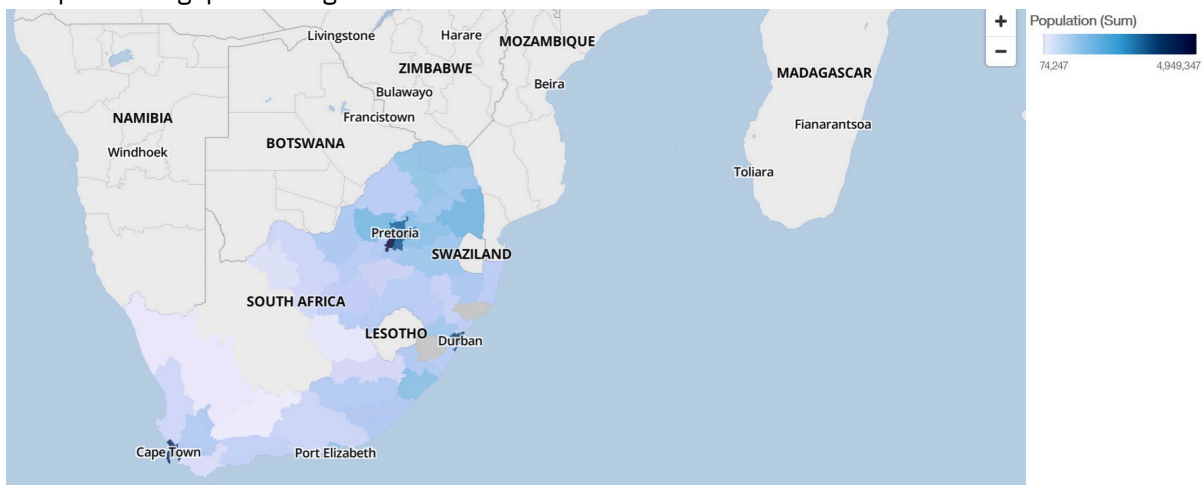 +
−
Population (Sum)
74,247
4,949,347
Livingstone
Harare
MOZAMBIQUE
ZIMBABWE
Beira
MADAGASCAR
Bulawayo
Francistown
Fianarantsoa
NAMIBIA
BOTSWANA
Windhoek
Toliara
Pretoria
SWAZILAND
SOUTH AFRICA
LESOTHO
Durban
Cape Town
Port Elizabeth